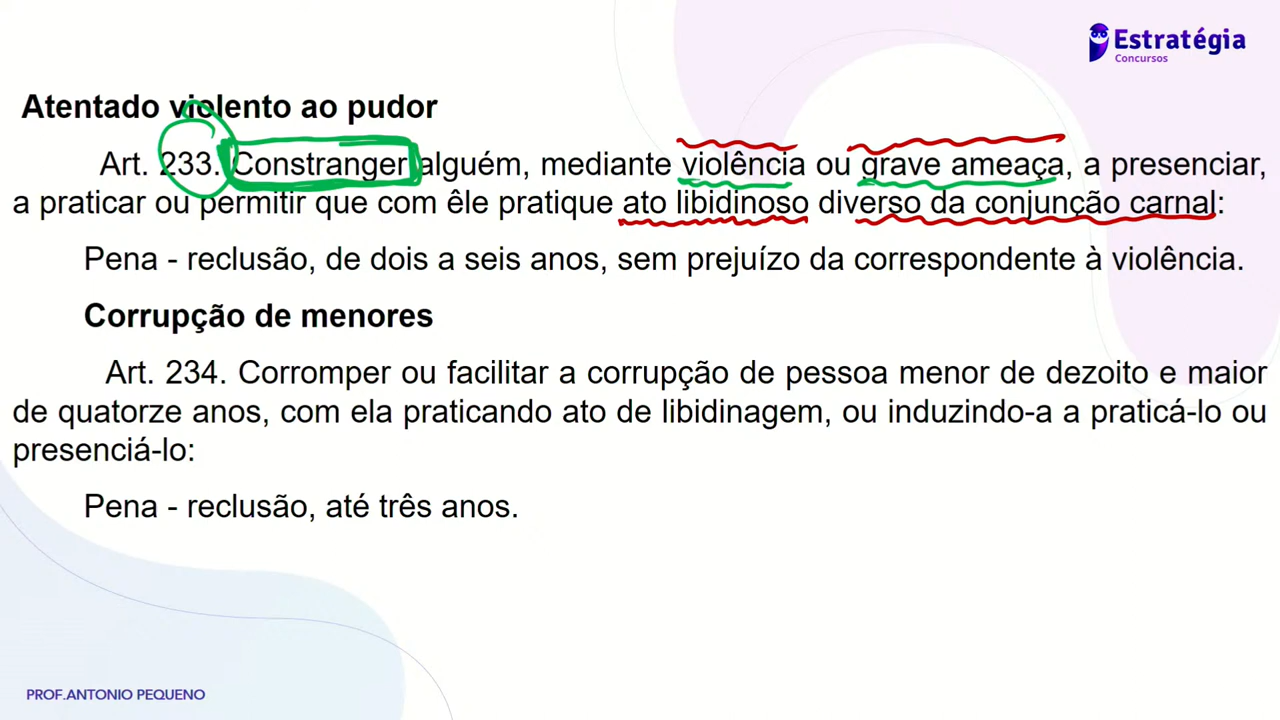 Estratégia
Concursos
Atentado violento ao pudor
Art. 233. Constranger alguém, mediante violência ou grave ameaça, a presenciar,
a praticar ou permitir que com êle pratique ato libidinoso diverso da conjunção carnal:
Pena - reclusão, de dois a seis anos, sem prejuízo da correspondente à violência.
Corrupção de menores
Art. 234. Corromper ou facilitar a corrupção de pessoa menor de dezoito e maior
de quatorze anos, com ela praticando ato de libidinagem, ou induzindo-a a praticá-lo ou
presenciá-lo:
Pena - reclusão, até três anos.
PROF.ANTONIO PEQUENO